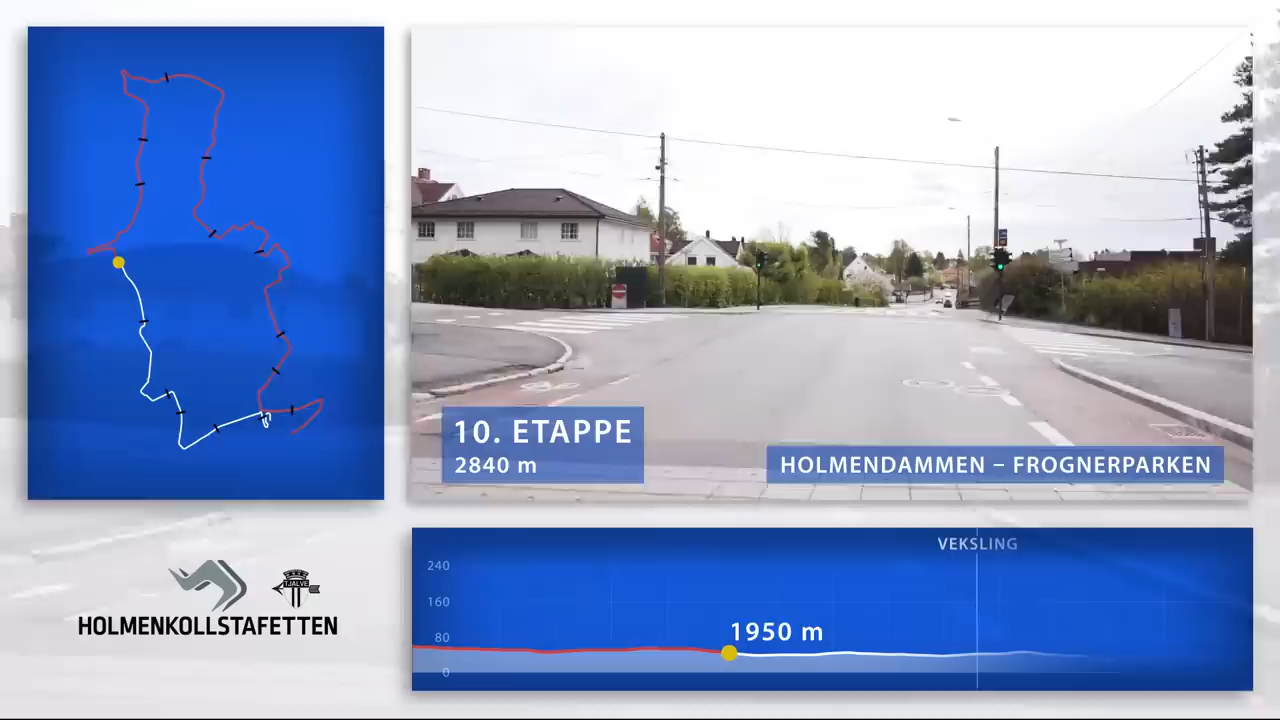 10. ETAPPE
2840 m
HOLMENDAMMEN – FROGNERPARKEN
TJALVE
HOLMENKOLLSTAFETTEN
VEKSLING
240
160
80
0
1950 m